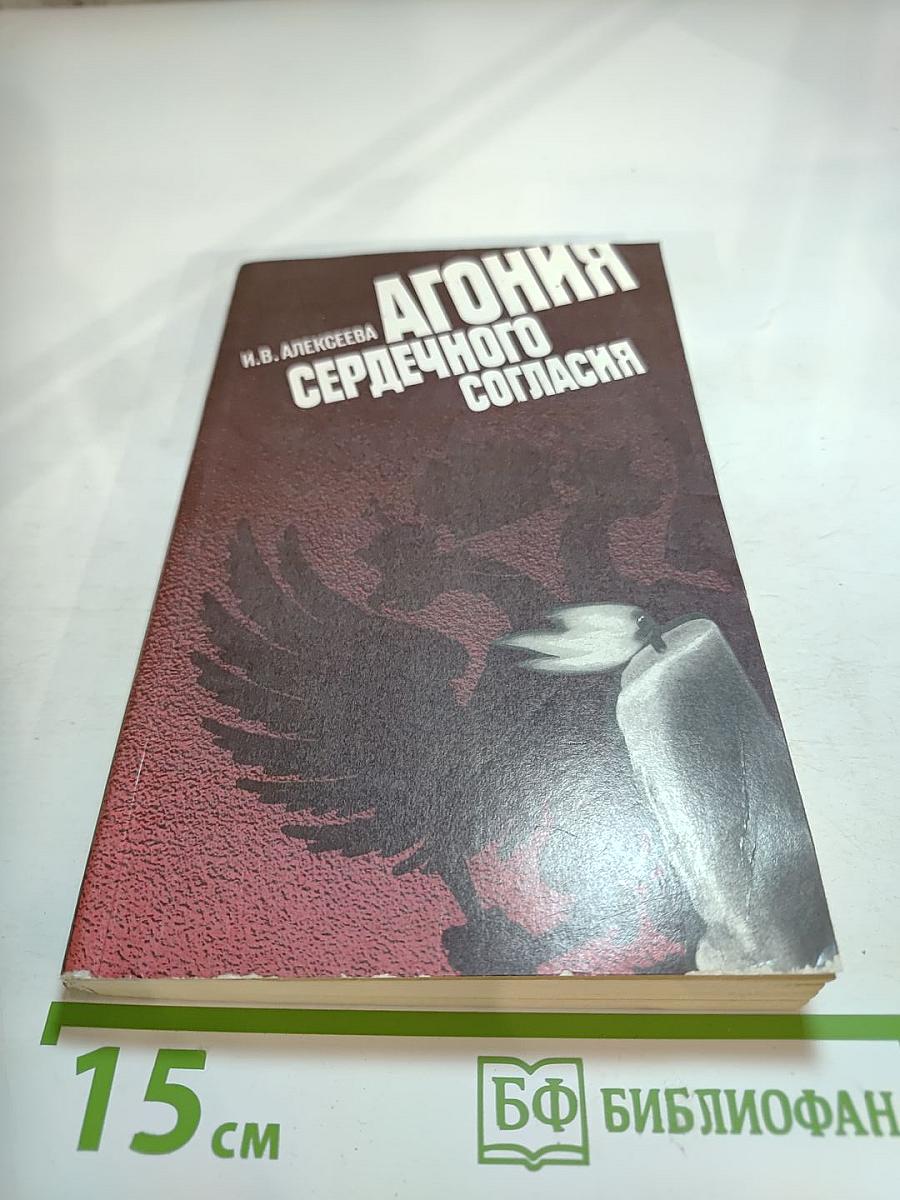 АГОНИЯ
И.В. АЛЕКСЕЕВА
СЕРДЕЧНОГО
СОГЛАСИЯ
15 см
БФ БИБЛИОФАН